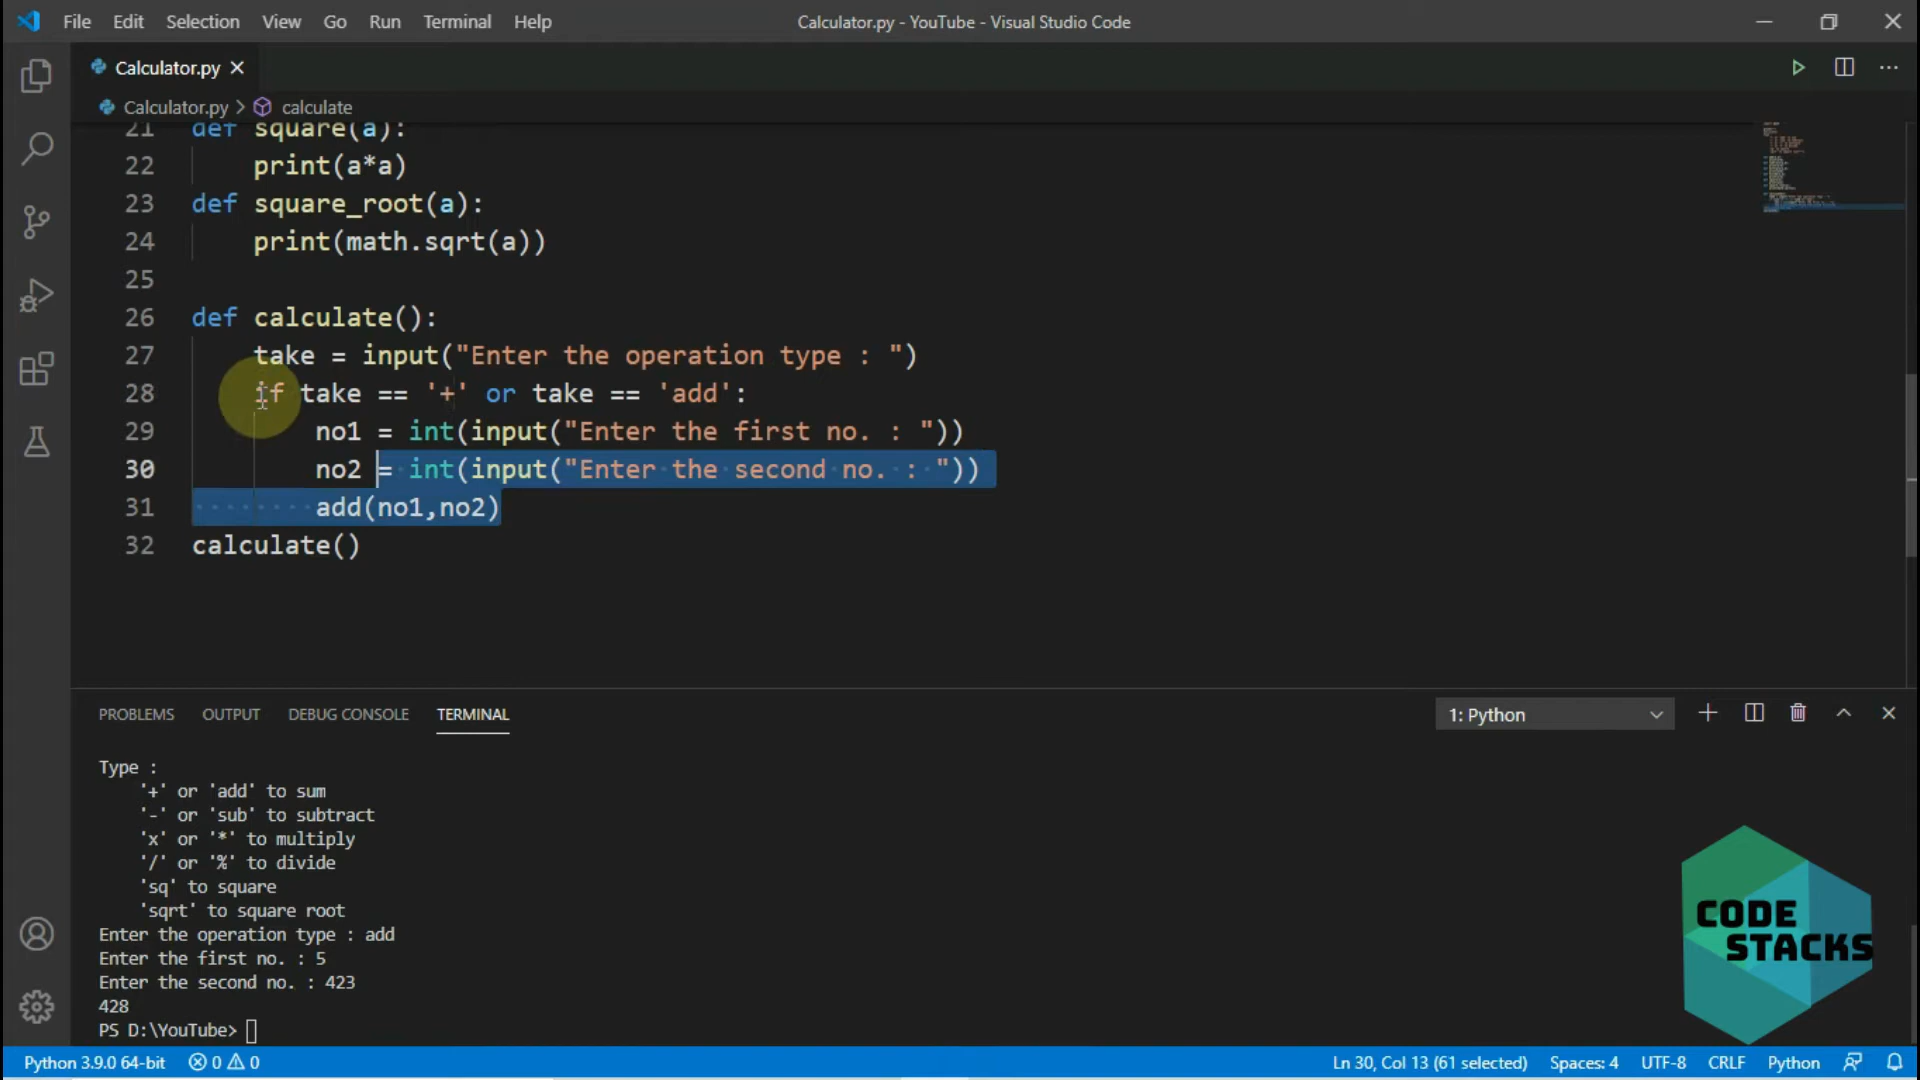 File Edit Selection View Go Run Terminal Help
Calculator.py - YouTube - Visual Studio Code
Calculator.py
Calculator.py > calculate
21 def square(a):
22 print(a*a)
23 def square_root(a):
24 print(math.sqrt(a))
25
26 def calculate():
27 take = input("Enter the operation type : ")
28 if take == '+' or take == 'add':
29 no1 = int(input("Enter the first no. : "))
30 no2 = int(input("Enter the second no. : "))
31 add(no1,no2)
32 calculate()
PROBLEMS OUTPUT DEBUG CONSOLE TERMINAL
1: Python
Type :
'+' or 'add' to sum
'-' or 'sub' to subtract
'x' or '*' to multiply
'/' or '%' to divide
'sq' to square
'sqrt' to square root
Enter the operation type : add
Enter the first no. : 5
Enter the second no. : 423
428
PS D:\YouTube>
CODE
STACKS
Python 3.9.0 64-bit 0 0
Ln 30, Col 13 (61 selected) Spaces: 4 UTF-8 CRLF Python